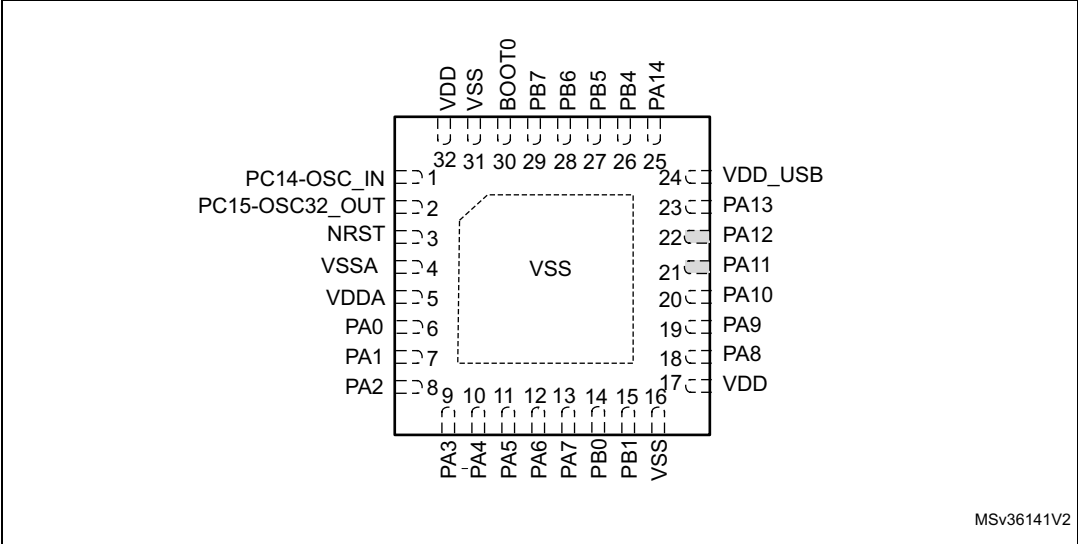 VDD
VSS
BOOT0
PB7
PB6
PB5
PB4
PA14
32 31 30 29 28 27 26 25
PC14-OSC_IN 1
PC15-OSC32_OUT 2
NRST 3
VSSA 4
VDDA 5
PA0 6
PA1 7
PA2 8
VSS
24 VDD_USB
23 PA13
22 PA12
21 PA11
20 PA10
19 PA9
18 PA8
17 VDD
9 10 11 12 13 14 15 16
PA3
PA4
PA5
PA6
PA7
PB0
PB1
VSS
MSv36141V2